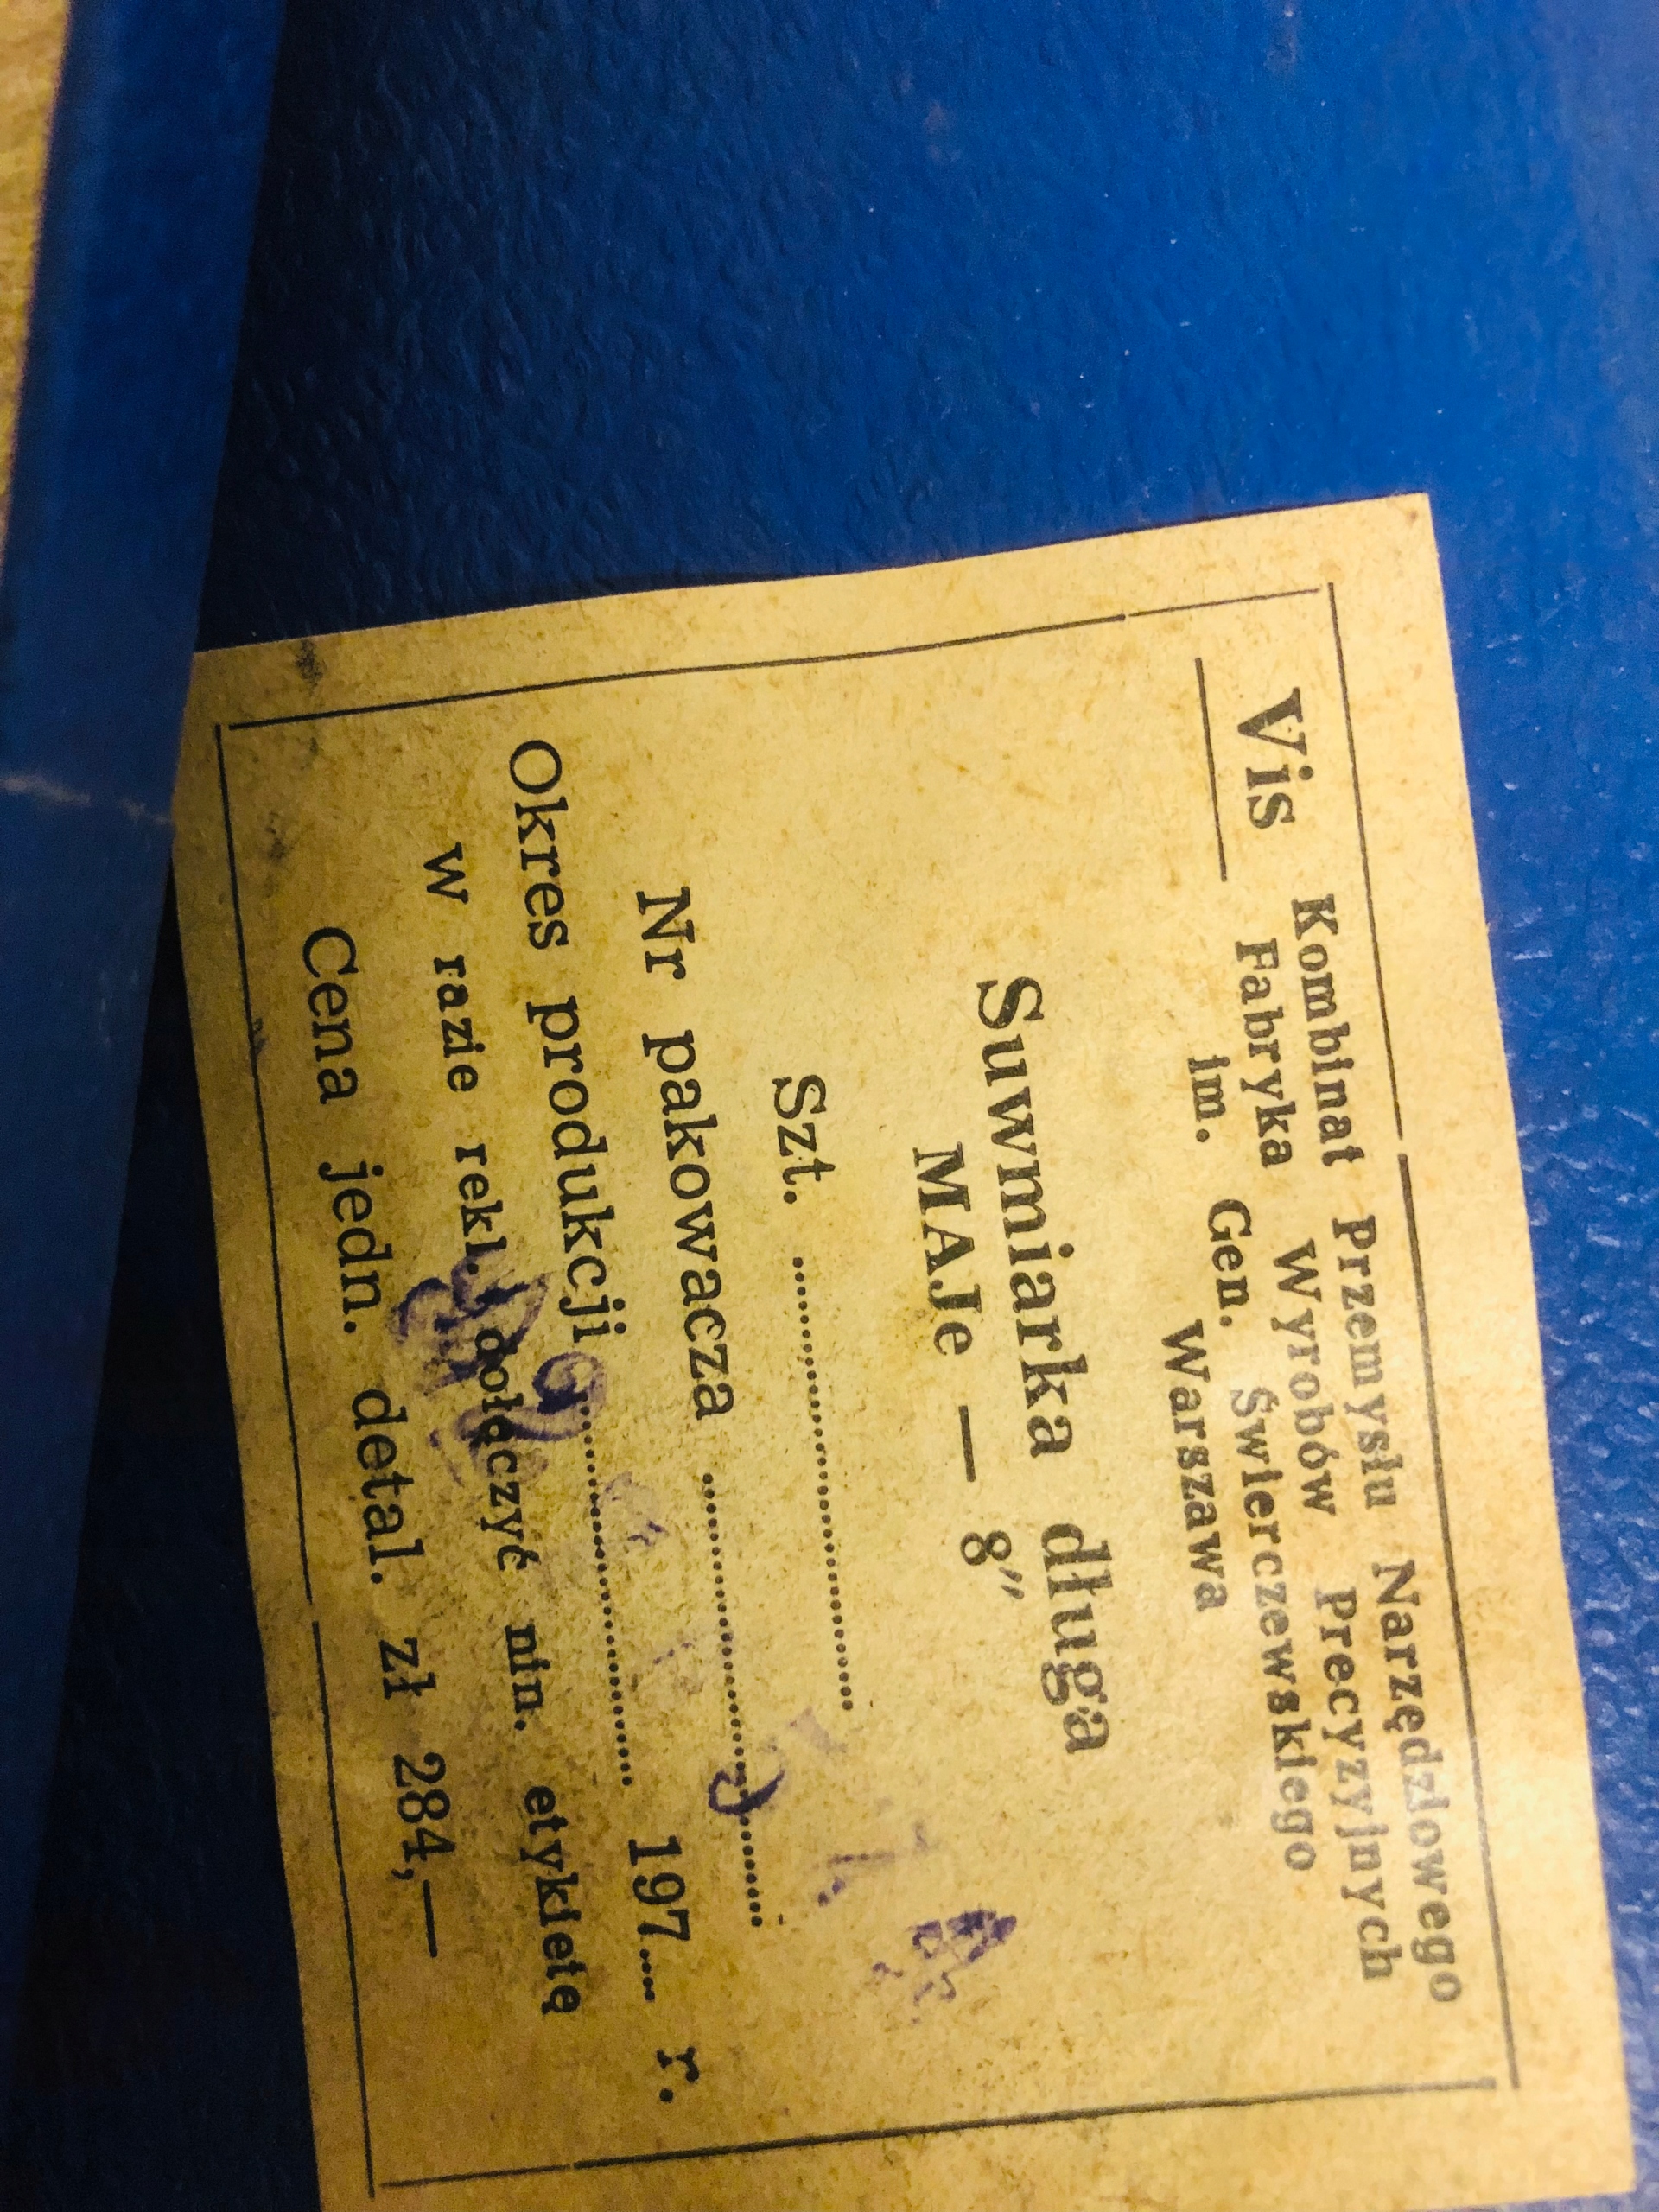 Vis Kombinat Przemysłu Narzędziowego
Fabryka Wyrobów Precyzyjnych
im. Gen. Świerczewskiego
Warszawa
Suwmiarka długa
MAJe — 8″
Szt. ..............................
Nr pakowacza ..............................
Okres produkcji .............................. 197.... r.
w razie rekl. dołączyć nin. etykietę
Cena jedn. detal. zł 284,—